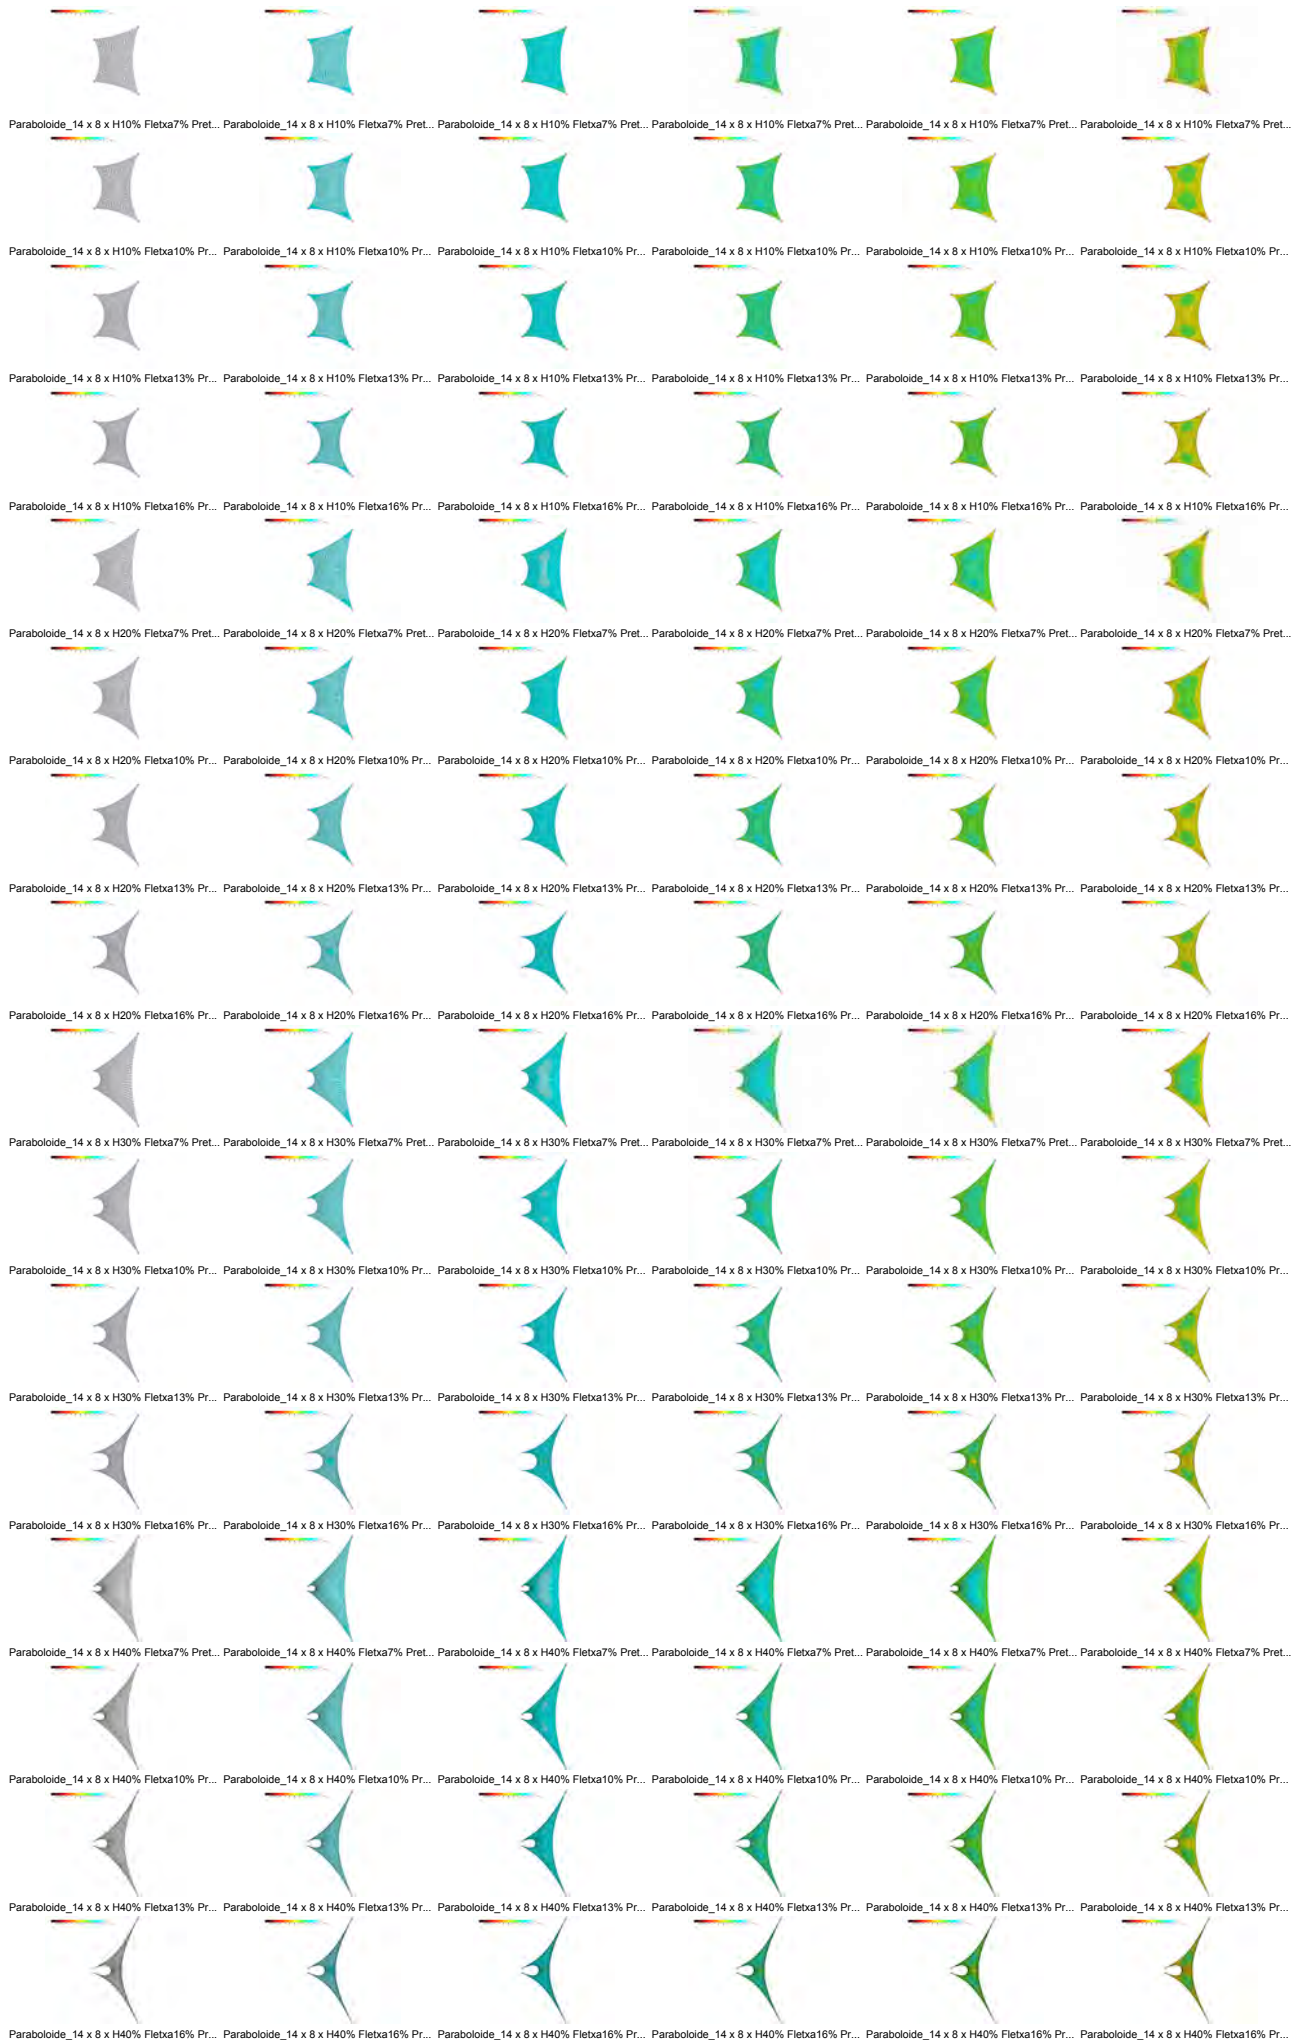 Paraboloide_14 x 8 x H10% Fletxa7% Pret... Paraboloide_14 x 8 x H10% Fletxa7% Pret... Paraboloide_14 x 8 x H10% Fletxa7% Pret... Paraboloide_14 x 8 x H10% Fletxa7% Pret... Paraboloide_14 x 8 x H10% Fletxa7% Pret... Paraboloide_14 x 8 x H10% Fletxa7% Pret...
Paraboloide_14 x 8 x H10% Fletxa10% Pr... Paraboloide_14 x 8 x H10% Fletxa10% Pr... Paraboloide_14 x 8 x H10% Fletxa10% Pr... Paraboloide_14 x 8 x H10% Fletxa10% Pr... Paraboloide_14 x 8 x H10% Fletxa10% Pr... Paraboloide_14 x 8 x H10% Fletxa10% Pr...
Paraboloide_14 x 8 x H10% Fletxa13% Pr... Paraboloide_14 x 8 x H10% Fletxa13% Pr... Paraboloide_14 x 8 x H10% Fletxa13% Pr... Paraboloide_14 x 8 x H10% Fletxa13% Pr... Paraboloide_14 x 8 x H10% Fletxa13% Pr... Paraboloide_14 x 8 x H10% Fletxa13% Pr...
Paraboloide_14 x 8 x H10% Fletxa16% Pr... Paraboloide_14 x 8 x H10% Fletxa16% Pr... Paraboloide_14 x 8 x H10% Fletxa16% Pr... Paraboloide_14 x 8 x H10% Fletxa16% Pr... Paraboloide_14 x 8 x H10% Fletxa16% Pr... Paraboloide_14 x 8 x H10% Fletxa16% Pr...
Paraboloide_14 x 8 x H20% Fletxa7% Pret... Paraboloide_14 x 8 x H20% Fletxa7% Pret... Paraboloide_14 x 8 x H20% Fletxa7% Pret... Paraboloide_14 x 8 x H20% Fletxa7% Pret... Paraboloide_14 x 8 x H20% Fletxa7% Pret... Paraboloide_14 x 8 x H20% Fletxa7% Pret...
Paraboloide_14 x 8 x H20% Fletxa10% Pr... Paraboloide_14 x 8 x H20% Fletxa10% Pr... Paraboloide_14 x 8 x H20% Fletxa10% Pr... Paraboloide_14 x 8 x H20% Fletxa10% Pr... Paraboloide_14 x 8 x H20% Fletxa10% Pr... Paraboloide_14 x 8 x H20% Fletxa10% Pr...
Paraboloide_14 x 8 x H20% Fletxa13% Pr... Paraboloide_14 x 8 x H20% Fletxa13% Pr... Paraboloide_14 x 8 x H20% Fletxa13% Pr... Paraboloide_14 x 8 x H20% Fletxa13% Pr... Paraboloide_14 x 8 x H20% Fletxa13% Pr... Paraboloide_14 x 8 x H20% Fletxa13% Pr...
Paraboloide_14 x 8 x H20% Fletxa16% Pr... Paraboloide_14 x 8 x H20% Fletxa16% Pr... Paraboloide_14 x 8 x H20% Fletxa16% Pr... Paraboloide_14 x 8 x H20% Fletxa16% Pr... Paraboloide_14 x 8 x H20% Fletxa16% Pr... Paraboloide_14 x 8 x H20% Fletxa16% Pr...
Paraboloide_14 x 8 x H30% Fletxa7% Pret... Paraboloide_14 x 8 x H30% Fletxa7% Pret... Paraboloide_14 x 8 x H30% Fletxa7% Pret... Paraboloide_14 x 8 x H30% Fletxa7% Pret... Paraboloide_14 x 8 x H30% Fletxa7% Pret... Paraboloide_14 x 8 x H30% Fletxa7% Pret...
Paraboloide_14 x 8 x H30% Fletxa10% Pr... Paraboloide_14 x 8 x H30% Fletxa10% Pr... Paraboloide_14 x 8 x H30% Fletxa10% Pr... Paraboloide_14 x 8 x H30% Fletxa10% Pr... Paraboloide_14 x 8 x H30% Fletxa10% Pr... Paraboloide_14 x 8 x H30% Fletxa10% Pr...
Paraboloide_14 x 8 x H30% Fletxa13% Pr... Paraboloide_14 x 8 x H30% Fletxa13% Pr... Paraboloide_14 x 8 x H30% Fletxa13% Pr... Paraboloide_14 x 8 x H30% Fletxa13% Pr... Paraboloide_14 x 8 x H30% Fletxa13% Pr... Paraboloide_14 x 8 x H30% Fletxa13% Pr...
Paraboloide_14 x 8 x H30% Fletxa16% Pr... Paraboloide_14 x 8 x H30% Fletxa16% Pr... Paraboloide_14 x 8 x H30% Fletxa16% Pr... Paraboloide_14 x 8 x H30% Fletxa16% Pr... Paraboloide_14 x 8 x H30% Fletxa16% Pr... Paraboloide_14 x 8 x H30% Fletxa16% Pr...
Paraboloide_14 x 8 x H40% Fletxa7% Pret... Paraboloide_14 x 8 x H40% Fletxa7% Pret... Paraboloide_14 x 8 x H40% Fletxa7% Pret... Paraboloide_14 x 8 x H40% Fletxa7% Pret... Paraboloide_14 x 8 x H40% Fletxa7% Pret... Paraboloide_14 x 8 x H40% Fletxa7% Pret...
Paraboloide_14 x 8 x H40% Fletxa10% Pr... Paraboloide_14 x 8 x H40% Fletxa10% Pr... Paraboloide_14 x 8 x H40% Fletxa10% Pr... Paraboloide_14 x 8 x H40% Fletxa10% Pr... Paraboloide_14 x 8 x H40% Fletxa10% Pr... Paraboloide_14 x 8 x H40% Fletxa10% Pr...
Paraboloide_14 x 8 x H40% Fletxa13% Pr... Paraboloide_14 x 8 x H40% Fletxa13% Pr... Paraboloide_14 x 8 x H40% Fletxa13% Pr... Paraboloide_14 x 8 x H40% Fletxa13% Pr... Paraboloide_14 x 8 x H40% Fletxa13% Pr... Paraboloide_14 x 8 x H40% Fletxa13% Pr...
Paraboloide_14 x 8 x H40% Fletxa16% Pr... Paraboloide_14 x 8 x H40% Fletxa16% Pr... Paraboloide_14 x 8 x H40% Fletxa16% Pr... Paraboloide_14 x 8 x H40% Fletxa16% Pr... Paraboloide_14 x 8 x H40% Fletxa16% Pr... Paraboloide_14 x 8 x H40% Fletxa16% Pr...